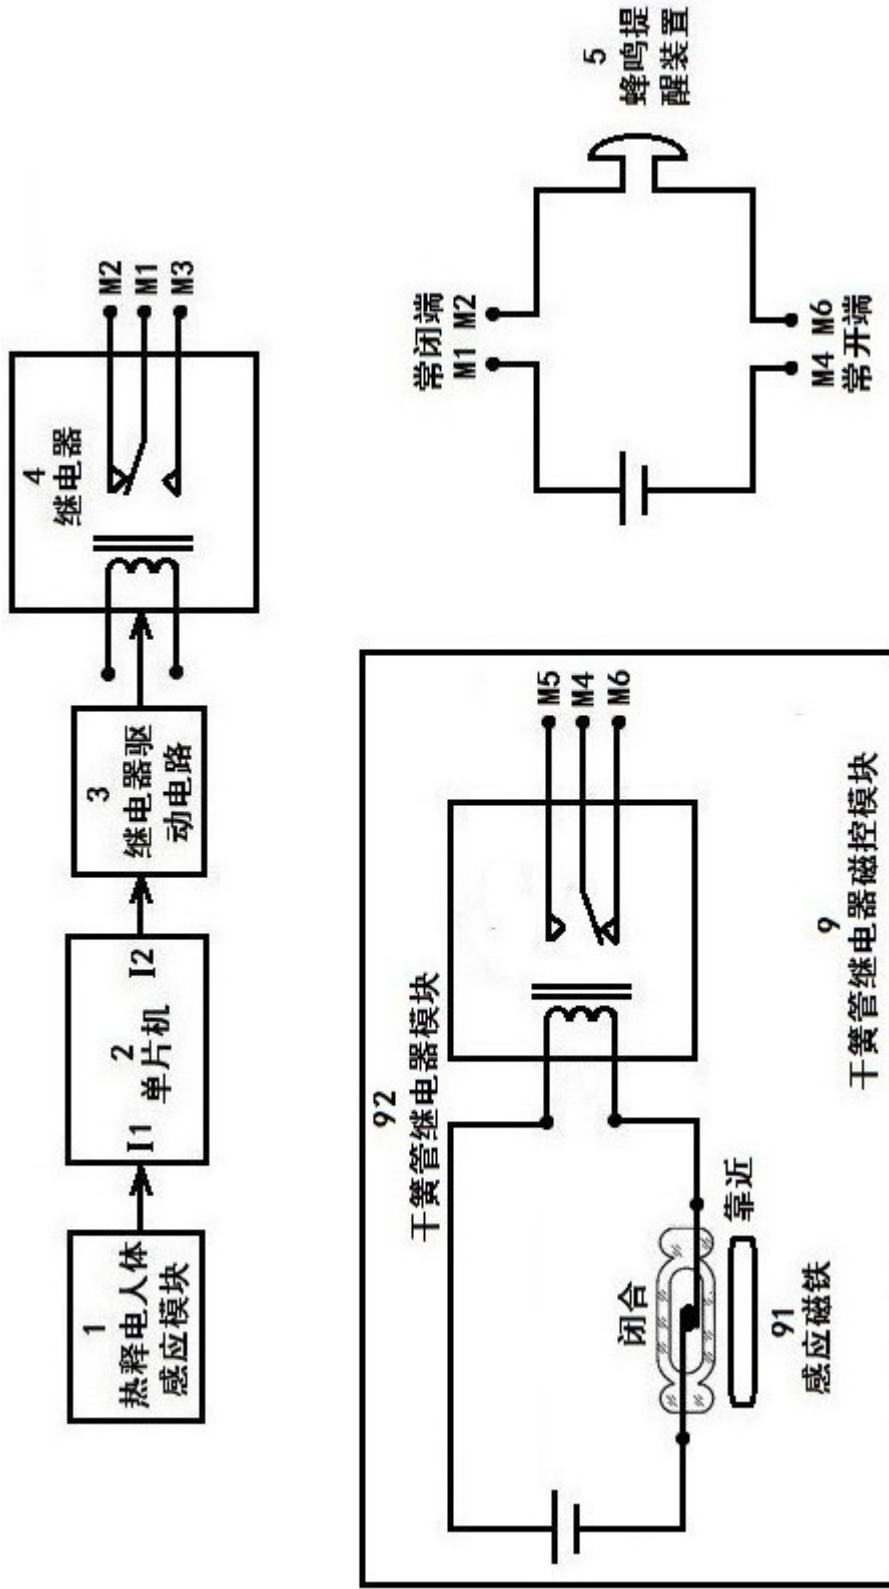 1
热释电人体
感应模块
I1
2
单片机
I2
3
继电器驱
动电路
4
继电器
M2
M1
M3
92
干簧管继电器模块
闭合
靠近
91
感应磁铁
M5
M4
M6
9
干簧管继电器磁控模块
常闭端
M1 M2
M4 M6
常开端
5
蜂鸣提
醒装置